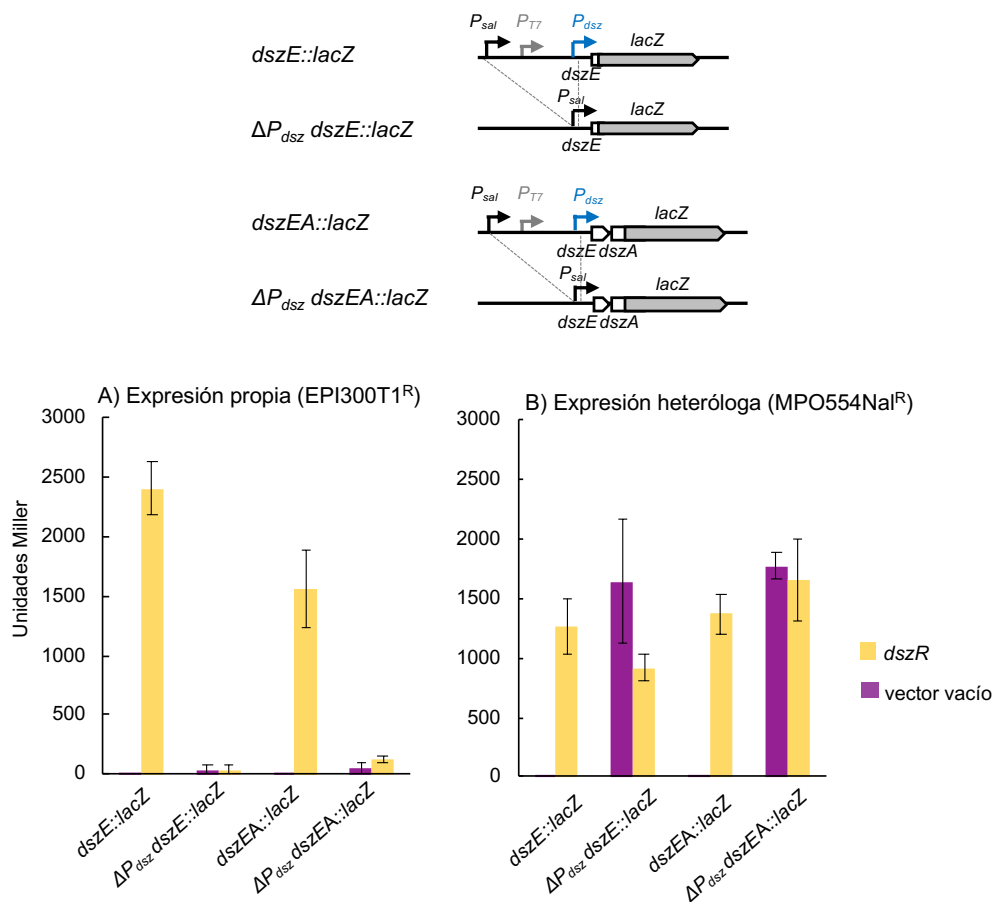 P_sal P_T7 P_dsz
dszE::lacZ
lacZ
dszE
P_sal
ΔP_dsz dszE::lacZ
lacZ
dszE
P_sal P_T7 P_dsz
dszEA::lacZ
lacZ
dszE dszA
P_sal
ΔP_dsz dszEA::lacZ
lacZ
dszE dszA
A) Expresión propia (EPI300T1^R)
Unidades Miller
3000
2500
2000
1500
1000
500
0
dszE::lacZ
ΔP_dsz dszE::lacZ
dszEA::lacZ
ΔP_dsz dszEA::lacZ
B) Expresión heteróloga (MPO554Nal^R)
3000
2500
2000
1500
1000
500
0
dszE::lacZ
ΔP_dsz dszE::lacZ
dszEA::lacZ
ΔP_dsz dszEA::lacZ
dszR
vector vacío